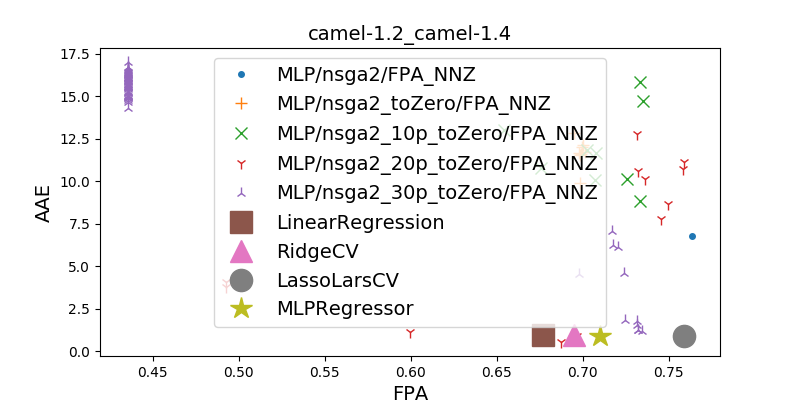 camel-1.2_camel-1.4
17.5
15.0
12.5
10.0
7.5
5.0
2.5
0.0
AAE
MLP/nsga2/FPA_NNZ
MLP/nsga2_toZero/FPA_NNZ
MLP/nsga2_10p_toZero/FPA_NNZ
MLP/nsga2_20p_toZero/FPA_NNZ
MLP/nsga2_30p_toZero/FPA_NNZ
LinearRegression
RidgeCV
LassoLarsCV
MLPRegressor
0.45 0.50 0.55 0.60 0.65 0.70 0.75
FPA